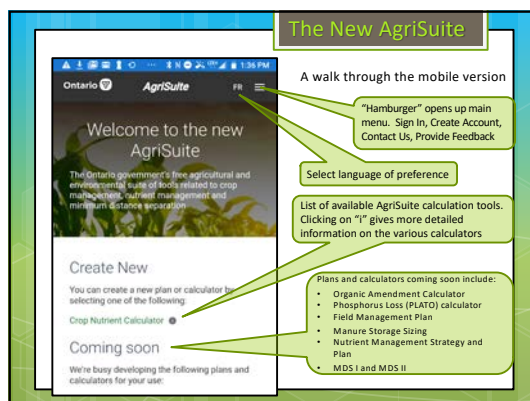 The New AgriSuite
A walk through the mobile version
1:36 PM
Ontario
AgriSuite
FR
Welcome to the new
AgriSuite
The Ontario government's free agricultural and
environmental suite of tools related to crop
management, nutrient management and
minimum distance separation
Create New
You can create a new plan or calculator by
selecting one of the following:
Crop Nutrient Calculator
Coming soon
We're busy developing the following plans and
calculators for your use:
"Hamburger" opens up main
menu. Sign In, Create Account,
Contact Us, Provide Feedback
Select language of preference
List of available AgriSuite calculation tools.
Clicking on "i" gives more detailed
information on the various calculators
Plans and calculators coming soon include:
• Organic Amendment Calculator
• Phosphorus Loss (PLATO) calculator
• Field Management Plan
• Manure Storage Sizing
• Nutrient Management Strategy and
Plan
• MDS I and MDS II